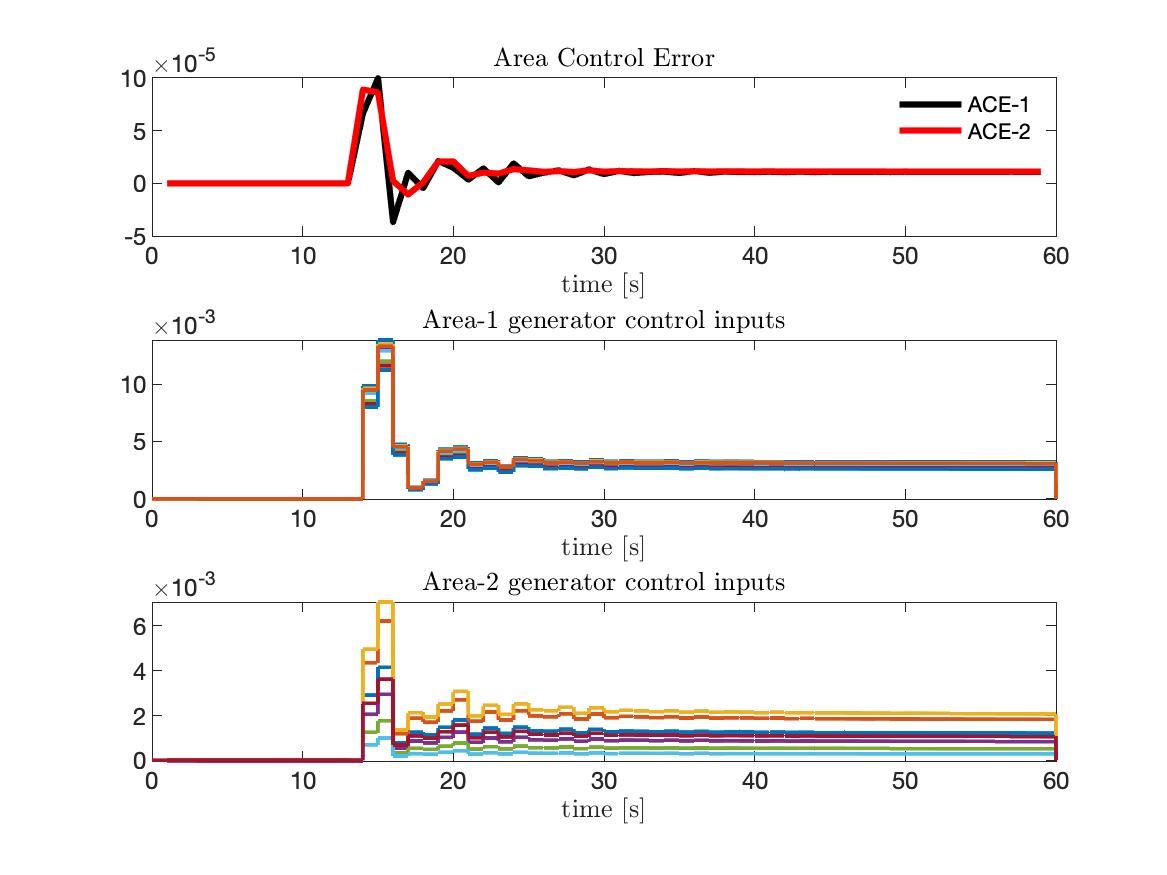 Area Control Error
×10-5
10
5
0
-5
ACE-1
ACE-2
0 10 20 30 40 50 60
time [s]
Area-1 generator control inputs
×10-3
10
5
0
0 10 20 30 40 50 60
time [s]
Area-2 generator control inputs
×10-3
6
4
2
0
0 10 20 30 40 50 60
time [s]